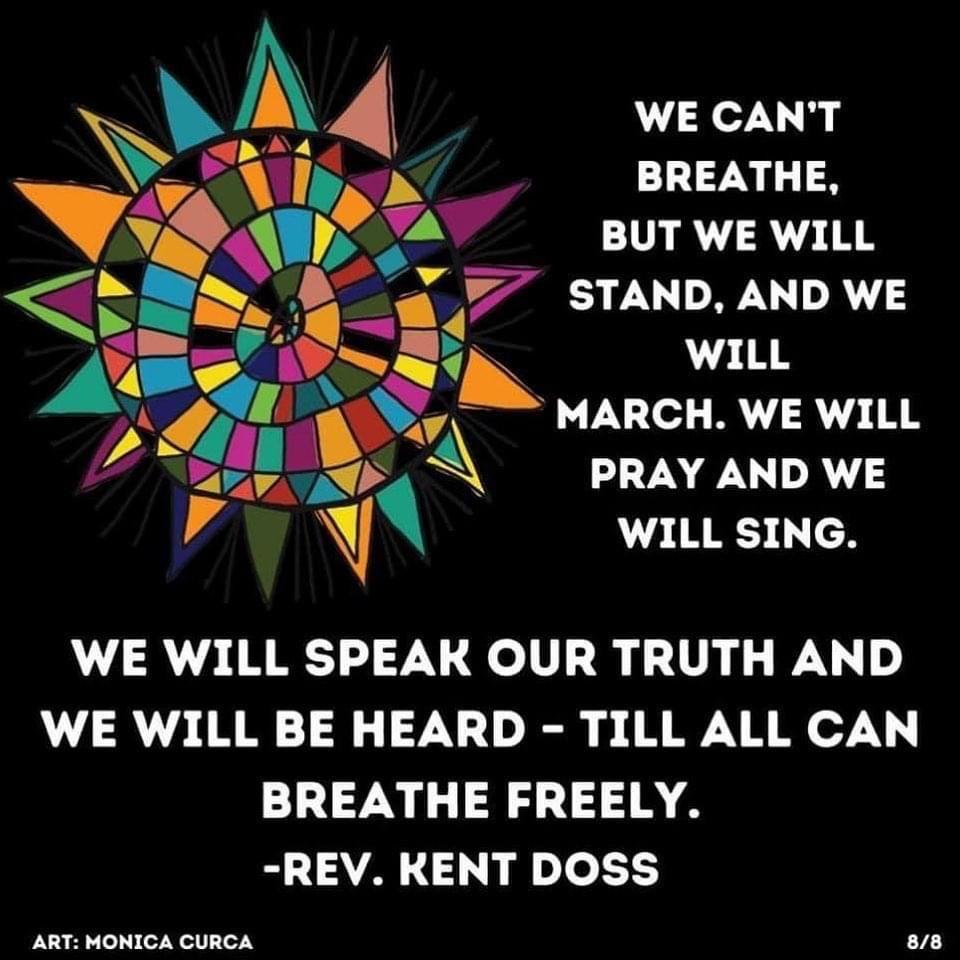 WE CAN'T
BREATHE,
BUT WE WILL
STAND, AND WE
WILL
MARCH. WE WILL
PRAY AND WE
WILL SING.
WE WILL SPEAK OUR TRUTH AND
WE WILL BE HEARD - TILL ALL CAN
BREATHE FREELY.
-REV. KENT DOSS
ART: MONICA CURCA
8/8